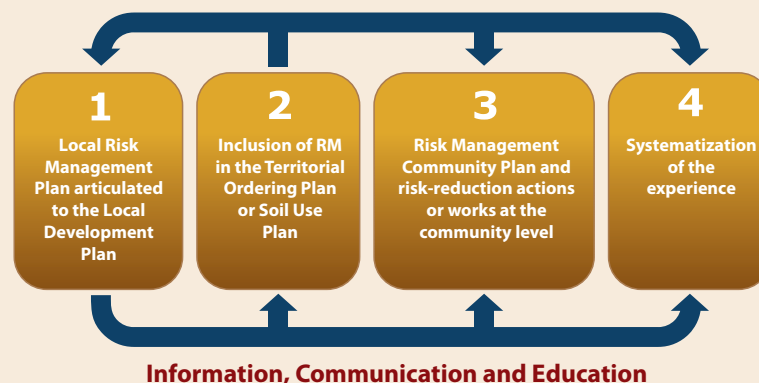 1
Local Risk
Management
Plan articulated
to the Local
Development
Plan
2
Inclusion of RM
in the Territorial
Ordering Plan
or Soil Use
Plan
3
Risk Management
Community Plan and
risk-reduction actions
or works at the
community level
4
Systematization
of the
experience
Information, Communication and Education